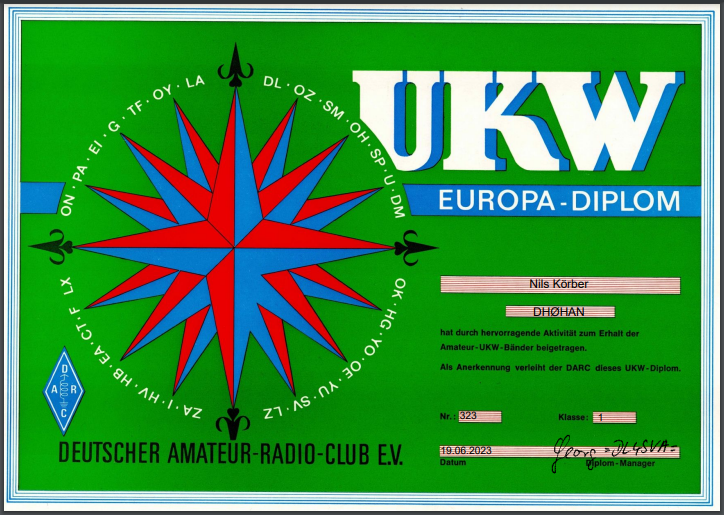 UKW
EUROPA-DIPLOM
ON · PA · EI · G · TF · OY · LA
DL · OZ · SM · OH · SP · U · DM
OK · HG · YO · OE · YU · SV · LZ
ZA · I · HV · HB · EA · CT · F LX
Nils Körber
DHØHAN
hat durch hervorragende Aktivität zum Erhalt der
Amateur-UKW-Bänder beigetragen.
Als Anerkennung verleiht der DARC dieses UKW-Diplom.
D
A R
C
Nr.: 323 Klasse: 1
19.06.2023 Georg =DL4SVA=
Datum Diplom-Manager
DEUTSCHER AMATEUR-RADIO-CLUB E.V.